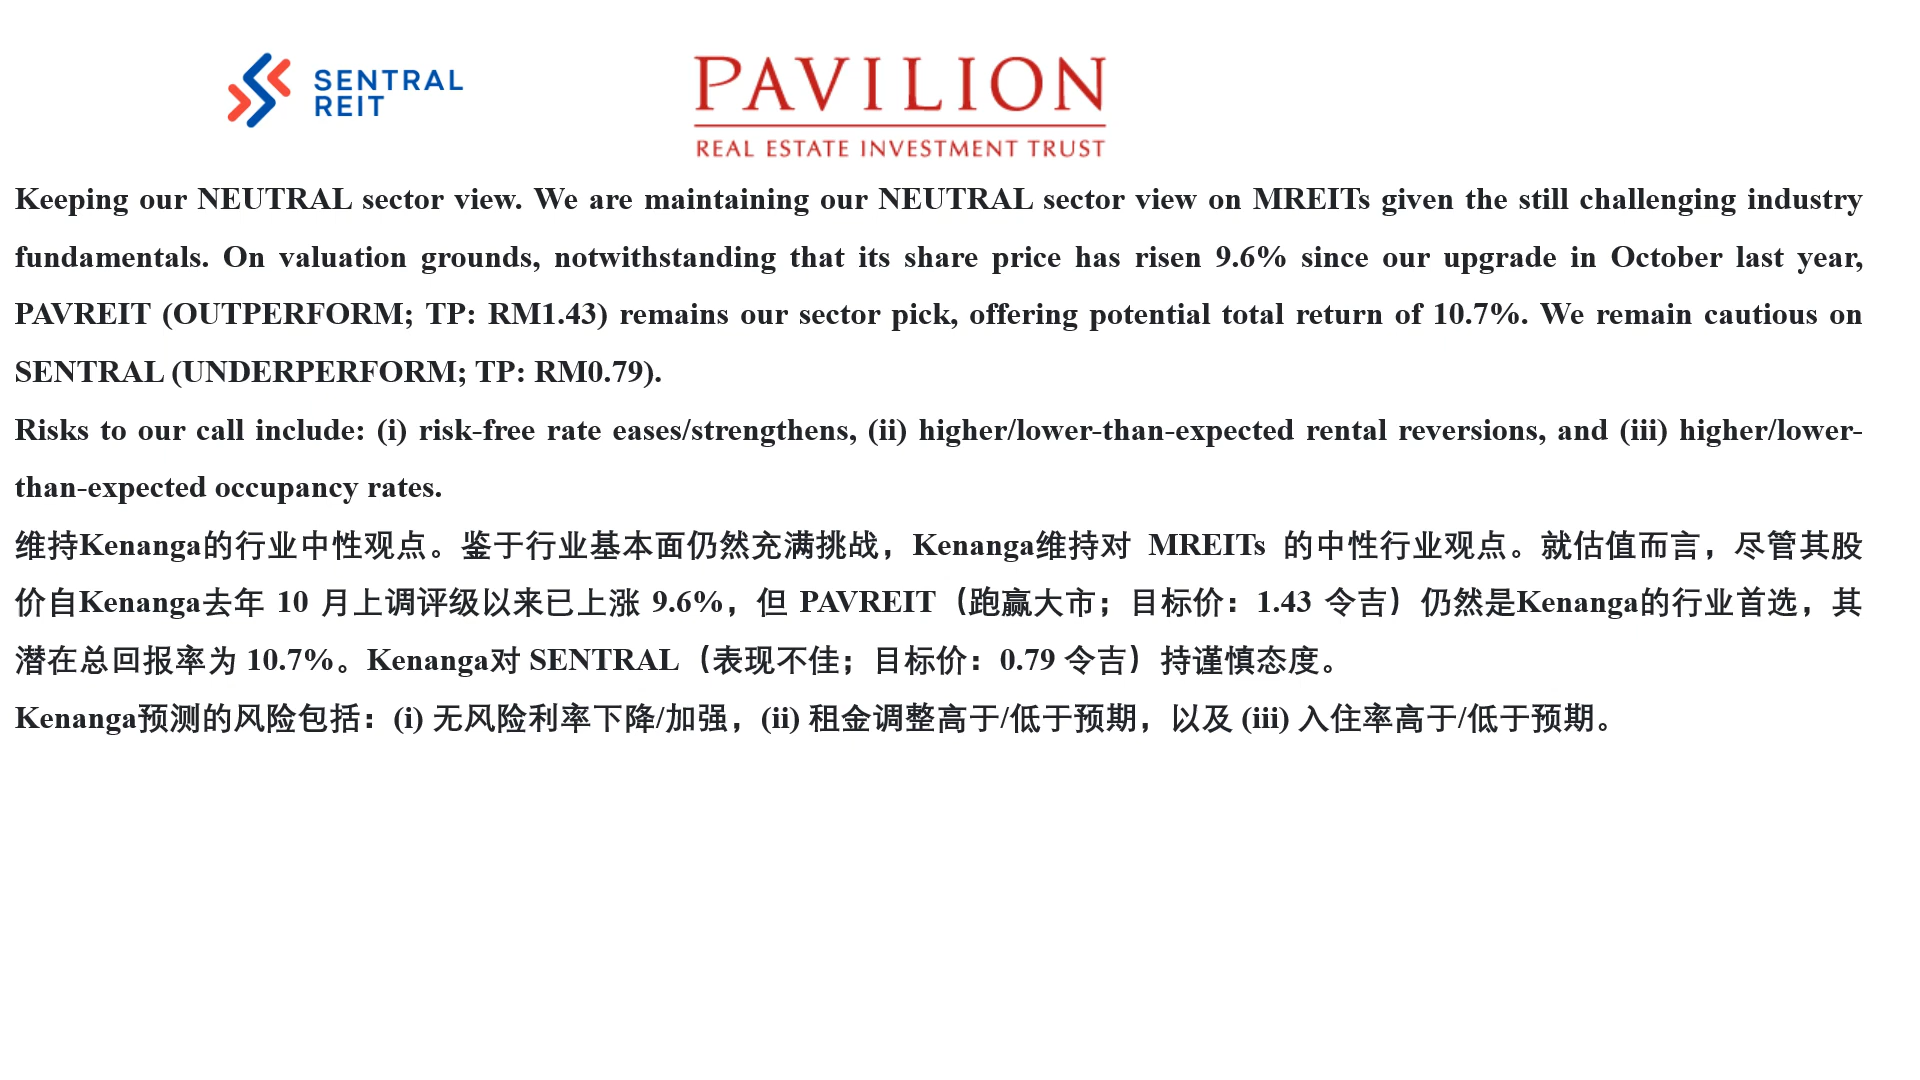 SENTRAL
REIT
PAVILION
REAL ESTATE INVESTMENT TRUST
Keeping our NEUTRAL sector view. We are maintaining our NEUTRAL sector view on MREITs given the still challenging industry
fundamentals. On valuation grounds, notwithstanding that its share price has risen 9.6% since our upgrade in October last year,
PAVREIT (OUTPERFORM; TP: RM1.43) remains our sector pick, offering potential total return of 10.7%. We remain cautious on
SENTRAL (UNDERPERFORM; TP: RM0.79).
Risks to our call include: (i) risk-free rate eases/strengthens, (ii) higher/lower-than-expected rental reversions, and (iii) higher/lower-
than-expected occupancy rates.
维持Kenanga的行业中性观点。鉴于行业基本面仍然充满挑战，Kenanga维持对 MREITs 的中性行业观点。就估值而言，尽管其股
价自Kenanga去年 10 月上调评级以来已上涨 9.6%，但 PAVREIT（跑赢大市；目标价：1.43 令吉）仍然是Kenanga的行业首选，其
潜在总回报率为 10.7%。Kenanga对 SENTRAL（表现不佳；目标价：0.79 令吉）持谨慎态度。
Kenanga预测的风险包括：(i) 无风险利率下降/加强，(ii) 租金调整高于/低于预期，以及 (iii) 入住率高于/低于预期。